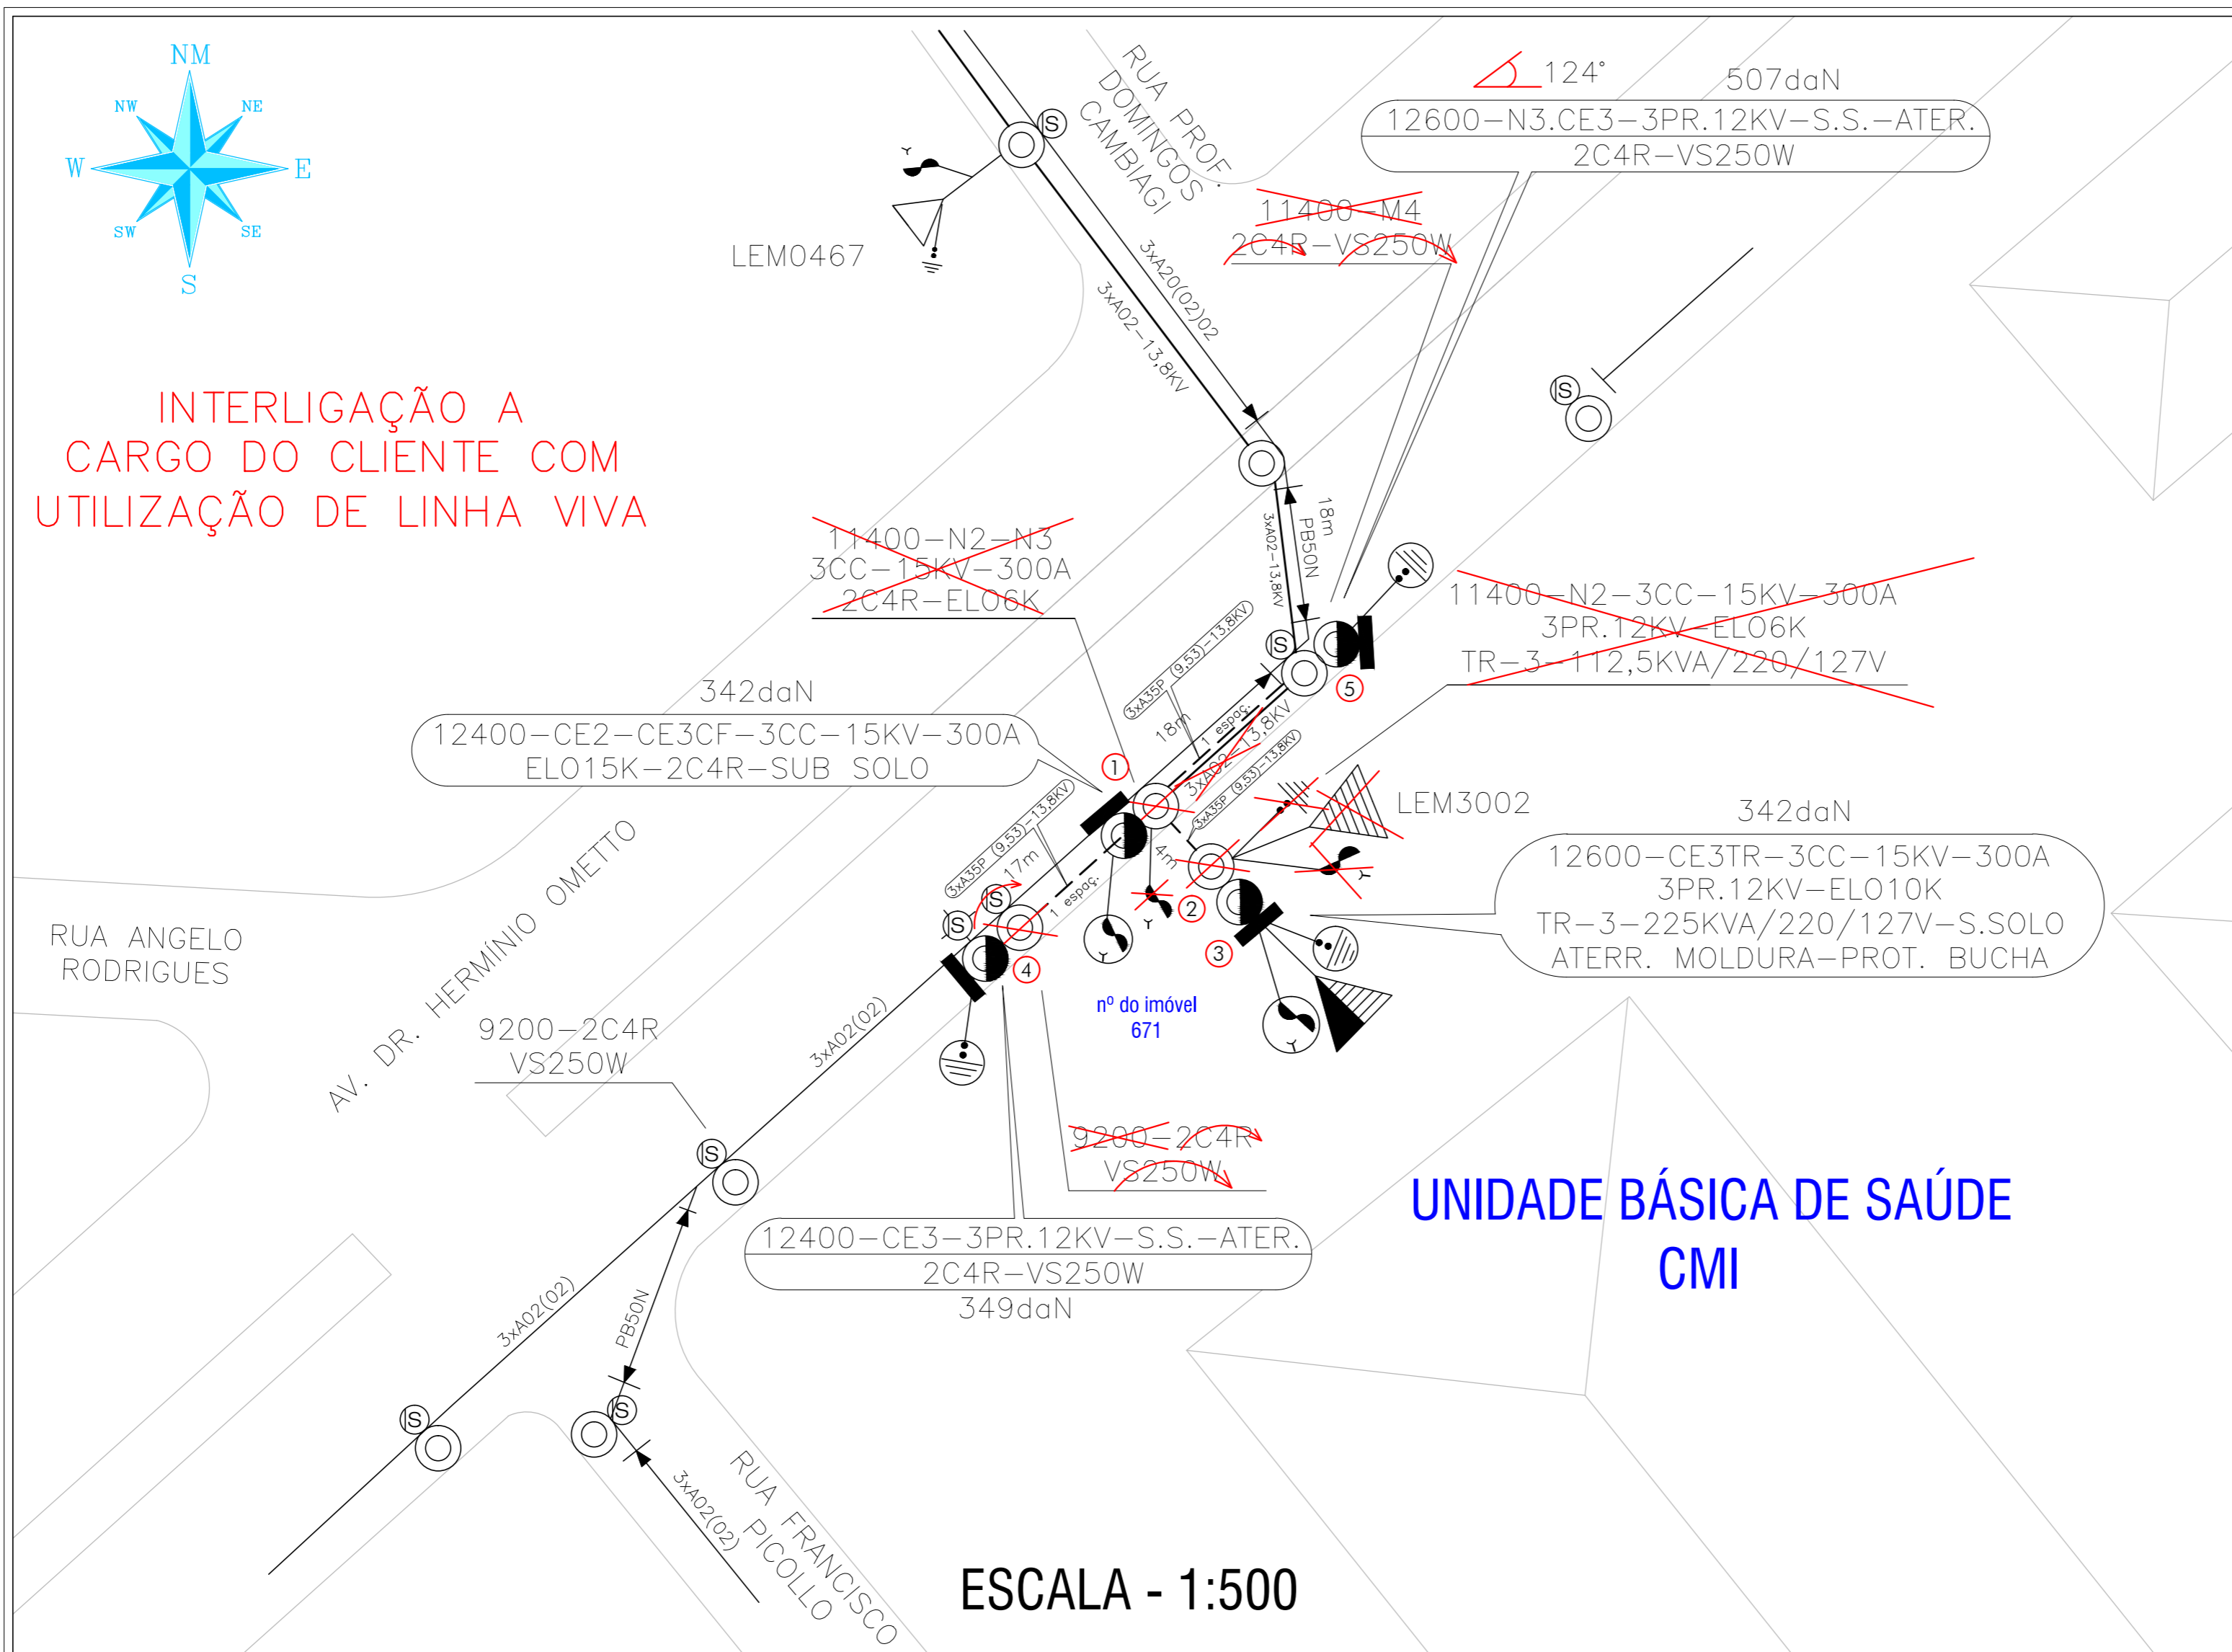 NM
NW
NE
W
E
SW
SE
S
INTERLIGAÇÃO A
CARGO DO CLIENTE COM
UTILIZAÇÃO DE LINHA VIVA
RUA PROF.
DOMINGOS
CAMBIAGI
124°
507daN
12600-N3.CE3-3PR.12KV-S.S.-ATER.
2C4R-VS250W
11400-M4
2C4R-VS250W
S
LEM0467
3xA20(02)02
3xA02-13,8KV
S
18m
PB50N
3xA02-13,8KV
11400-N2-N3
3CC-15KV-300A
2C4R-ELO6K
11400-N2-3CC-15KV-300A
3PR.12KV-ELO6K
TR-3-112,5KVA/220/127V
S
5
342daN
12400-CE2-CE3CF-3CC-15KV-300A
ELO15K-2C4R-SUB SOLO
3xA35P (9,53)-13,8KV
18m
1 espaç.
3xA02-13,8KV
3xA35P (9,53)-13,8KV
1
4m
LEM3002
342daN
12600-CE3TR-3CC-15KV-300A
3PR.12KV-ELO10K
TR-3-225KVA/220/127V-S.SOLO
ATERR. MOLDURA-PROT. BUCHA
3xA35P (9,53)-13,8KV
17m
1 espaç.
S
S
2
3
4
RUA ANGELO
RODRIGUES
AV. DR. HERMÍNIO OMETTO
nº do imóvel
671
9200-2C4R
VS250W
3xA02(02)
S
9200-2C4R
VS250W
12400-CE3-3PR.12KV-S.S.-ATER.
2C4R-VS250W
349daN
UNIDADE BÁSICA DE SAÚDE
CMI
3xA02(02)
PB50N
S
S
3xA02(02)
RUA FRANCISCO
PICOLLO
ESCALA - 1:500